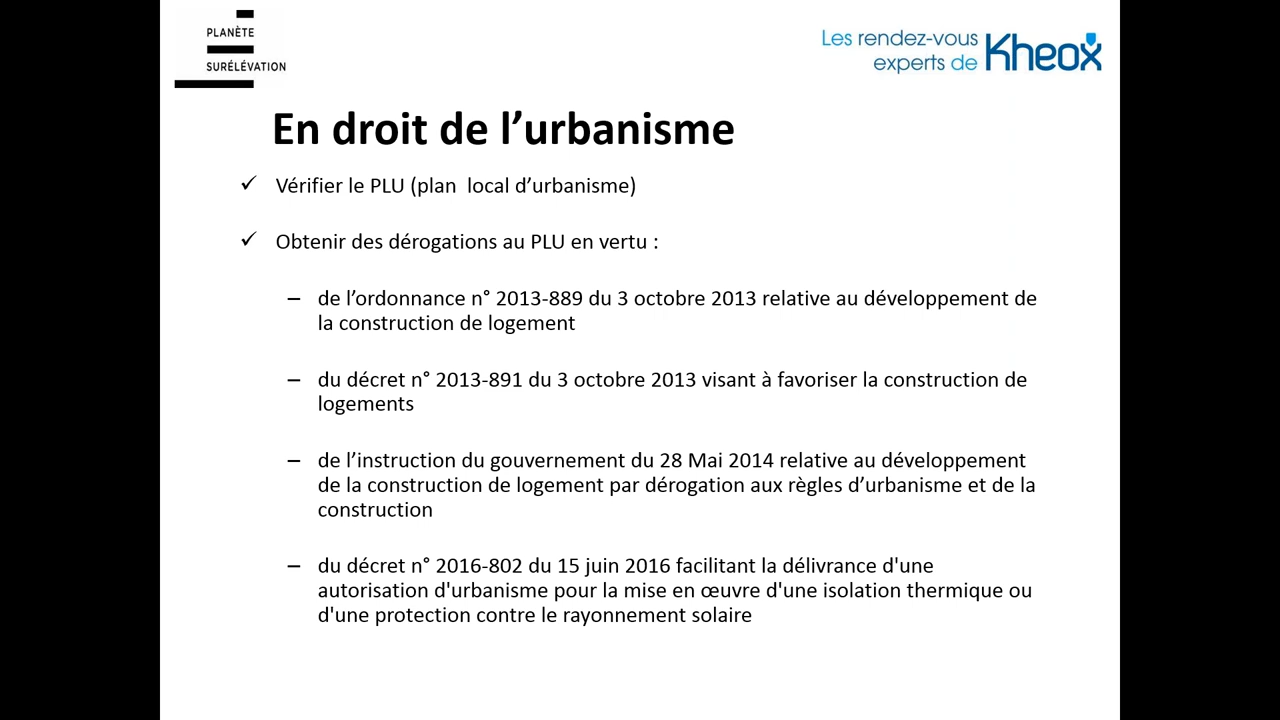 PLANÈTE
SURÉLÉVATION
Les rendez-vous
experts de Kheox
En droit de l’urbanisme
✓ Vérifier le PLU (plan  local d’urbanisme)
✓ Obtenir des dérogations au PLU en vertu :
– de l’ordonnance n° 2013-889 du 3 octobre 2013 relative au développement de
la construction de logement
– du décret n° 2013-891 du 3 octobre 2013 visant à favoriser la construction de
logements
– de l’instruction du gouvernement du 28 Mai 2014 relative au développement
de la construction de logement par dérogation aux règles d’urbanisme et de la
construction
– du décret n° 2016-802 du 15 juin 2016 facilitant la délivrance d'une
autorisation d'urbanisme pour la mise en œuvre d'une isolation thermique ou
d'une protection contre le rayonnement solaire